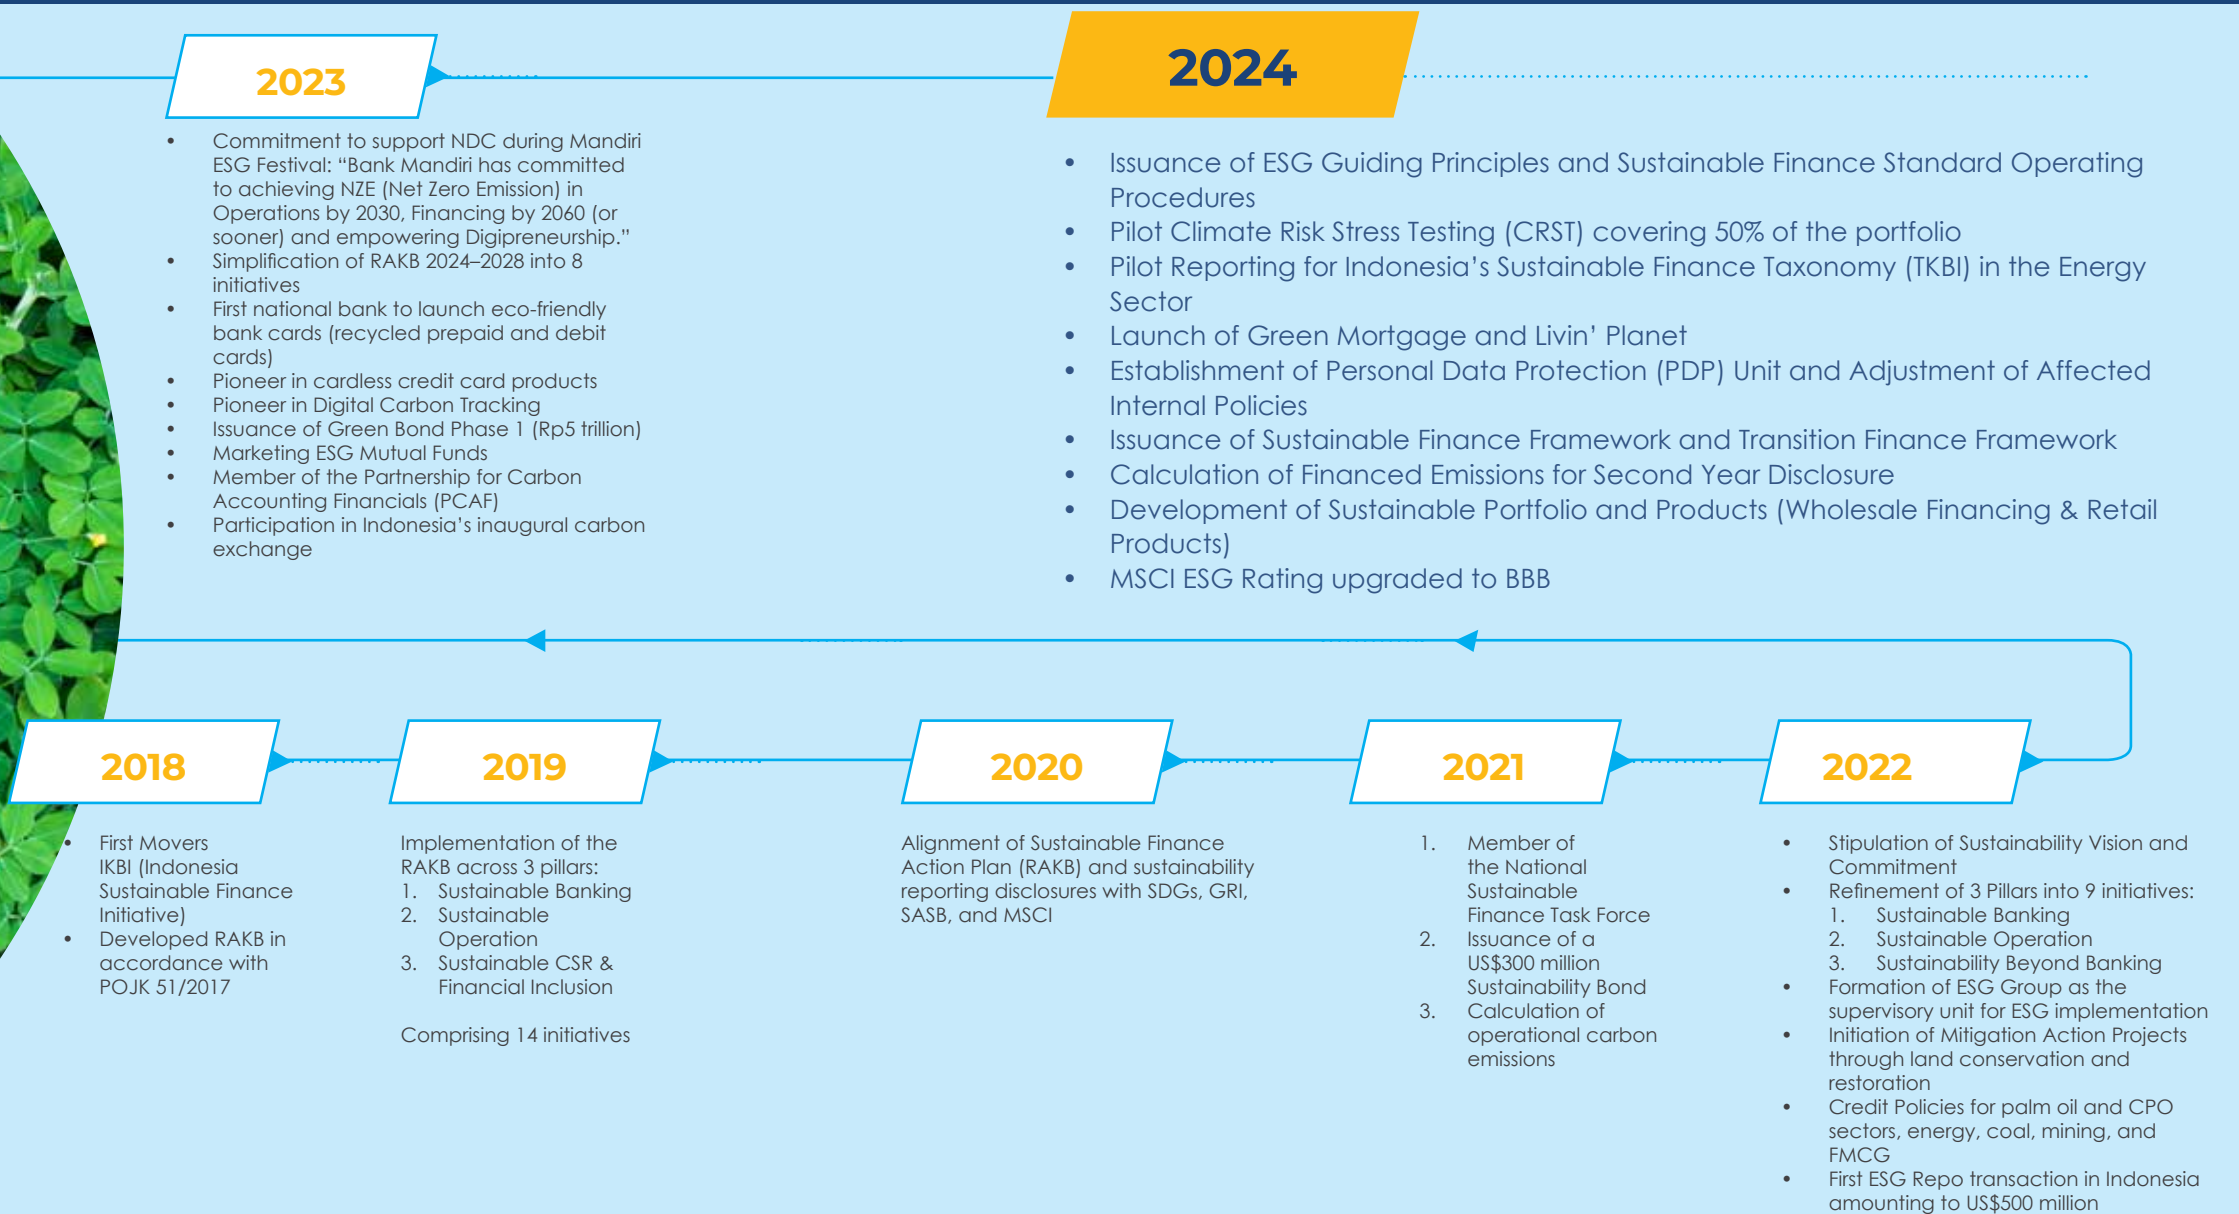 2023
• Commitment to support NDC during Mandiri
ESG Festival: “Bank Mandiri has committed
to achieving NZE (Net Zero Emission) in
Operations by 2030, Financing by 2060 (or
sooner) and empowering Digipreneurship.”
• Simplification of RAKB 2024–2028 into 8
initiatives
• First national bank to launch eco-friendly
bank cards (recycled prepaid and debit
cards)
• Pioneer in cardless credit card products
• Pioneer in Digital Carbon Tracking
• Issuance of Green Bond Phase 1 (Rp5 trillion)
• Marketing ESG Mutual Funds
• Member of the Partnership for Carbon
Accounting Financials (PCAF)
• Participation in Indonesia’s inaugural carbon
exchange
2024
• Issuance of ESG Guiding Principles and Sustainable Finance Standard Operating
Procedures
• Pilot Climate Risk Stress Testing (CRST) covering 50% of the portfolio
• Pilot Reporting for Indonesia’s Sustainable Finance Taxonomy (TKBI) in the Energy
Sector
• Launch of Green Mortgage and Livin’ Planet
• Establishment of Personal Data Protection (PDP) Unit and Adjustment of Affected
Internal Policies
• Issuance of Sustainable Finance Framework and Transition Finance Framework
• Calculation of Financed Emissions for Second Year Disclosure
• Development of Sustainable Portfolio and Products (Wholesale Financing & Retail
Products)
• MSCI ESG Rating upgraded to BBB
2018
• First Movers
IKBI (Indonesia
Sustainable Finance
Initiative)
• Developed RAKB in
accordance with
POJK 51/2017
2019
Implementation of the
RAKB across 3 pillars:
1. Sustainable Banking
2. Sustainable
Operation
3. Sustainable CSR &
Financial Inclusion
Comprising 14 initiatives
2020
Alignment of Sustainable Finance
Action Plan (RAKB) and sustainability
reporting disclosures with SDGs, GRI,
SASB, and MSCI
2021
1. Member of
the National
Sustainable
Finance Task Force
2. Issuance of a
US$300 million
Sustainability Bond
3. Calculation of
operational carbon
emissions
2022
• Stipulation of Sustainability Vision and
Commitment
• Refinement of 3 Pillars into 9 initiatives:
1. Sustainable Banking
2. Sustainable Operation
3. Sustainability Beyond Banking
• Formation of ESG Group as the
supervisory unit for ESG implementation
• Initiation of Mitigation Action Projects
through land conservation and
restoration
• Credit Policies for palm oil and CPO
sectors, energy, coal, mining, and
FMCG
• First ESG Repo transaction in Indonesia
amounting to US$500 million